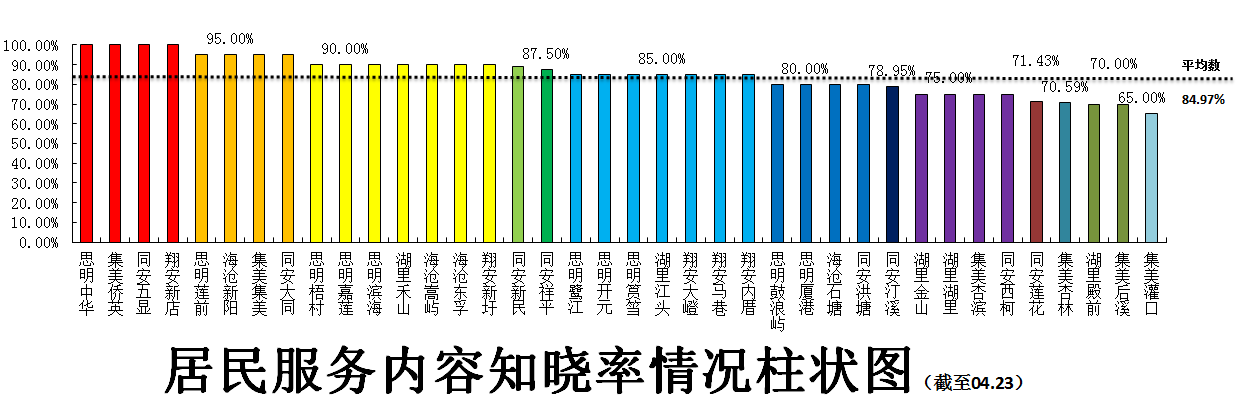 100.00%
90.00%
80.00%
70.00%
60.00%
50.00%
40.00%
30.00%
20.00%
10.00%
0.00%
95.00%
90.00%
87.50%
85.00%
80.00%
78.95%
75.00%
71.43%
70.59%
70.00%
65.00%
平均数
84.97%
思明中华
集美侨英
同安五显
翔安新店
思明莲前
海沧新阳
集美集美
同安大同
思明梧村
思明嘉莲
思明滨海
湖里禾山
海沧嵩屿
海沧东孚
翔安新圩
同安新民
同安祥平
思明鹭江
思明开元
思明筼筜
湖里江头
翔安大嶝
翔安马巷
翔安内厝
思明鼓浪屿
思明厦港
海沧石塘
同安洪塘
同安汀溪
湖里金山
湖里湖里
集美杏滨
同安西柯
同安莲花
集美杏林
湖里殿前
集美后溪
集美灌口
居民服务内容知晓率情况柱状图（截至04.23）